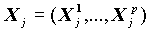 X_j = (X_j^1,...,X_j^p)